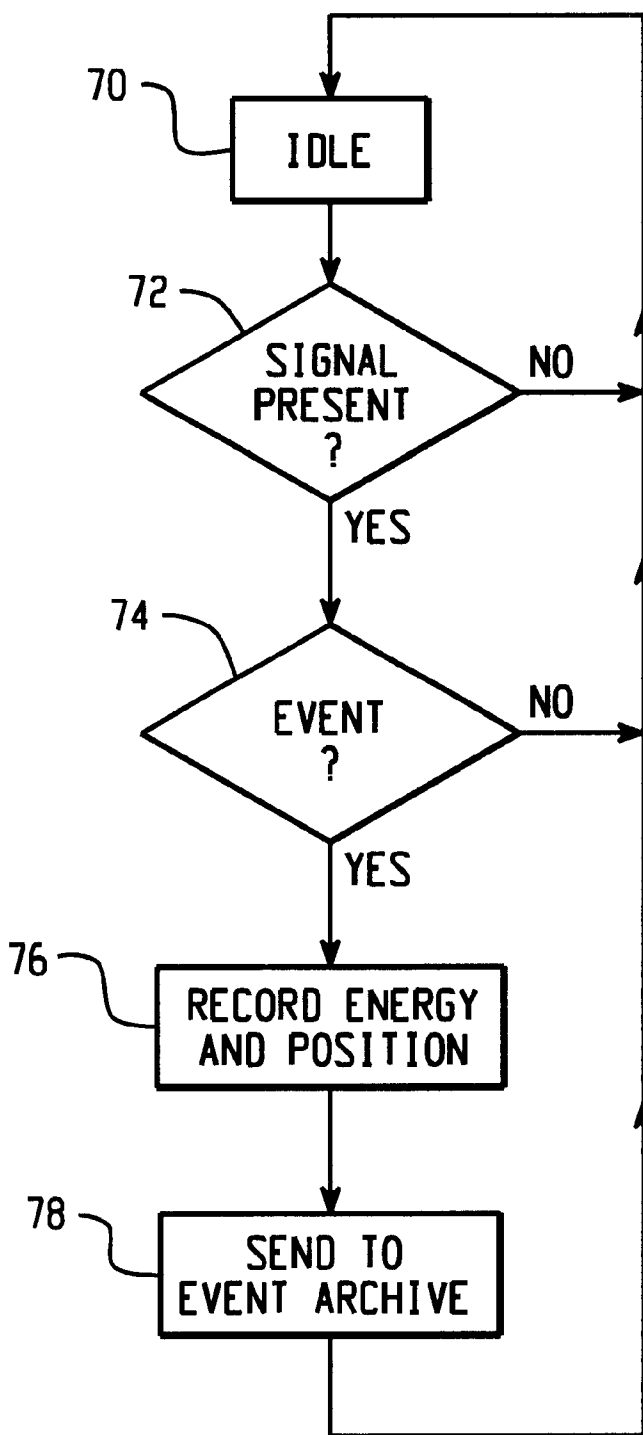 70
IDLE
72
SIGNAL
PRESENT
?
NO
YES
74
EVENT
?
NO
YES
76
RECORD ENERGY
AND POSITION
78
SEND TO
EVENT ARCHIVE